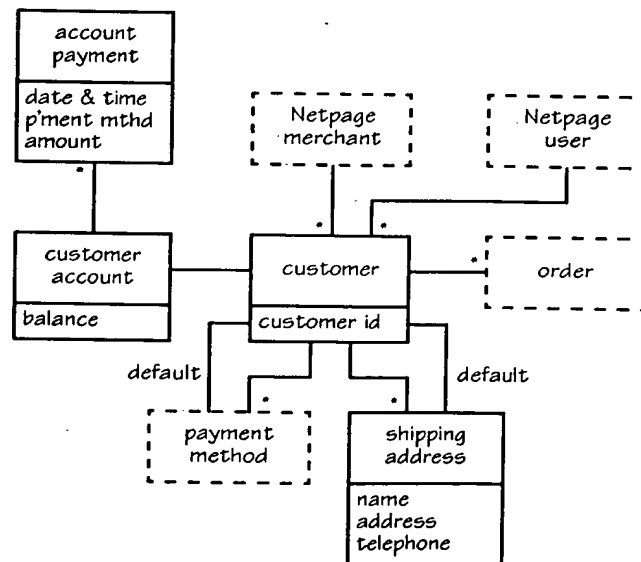 account
payment
date & time
p'ment mthd
amount
*
Netpage
merchant
*
Netpage
user
*
customer
account
balance
customer
customer id
*
order
default
*
payment
method
*
default
shipping
address
name
address
telephone